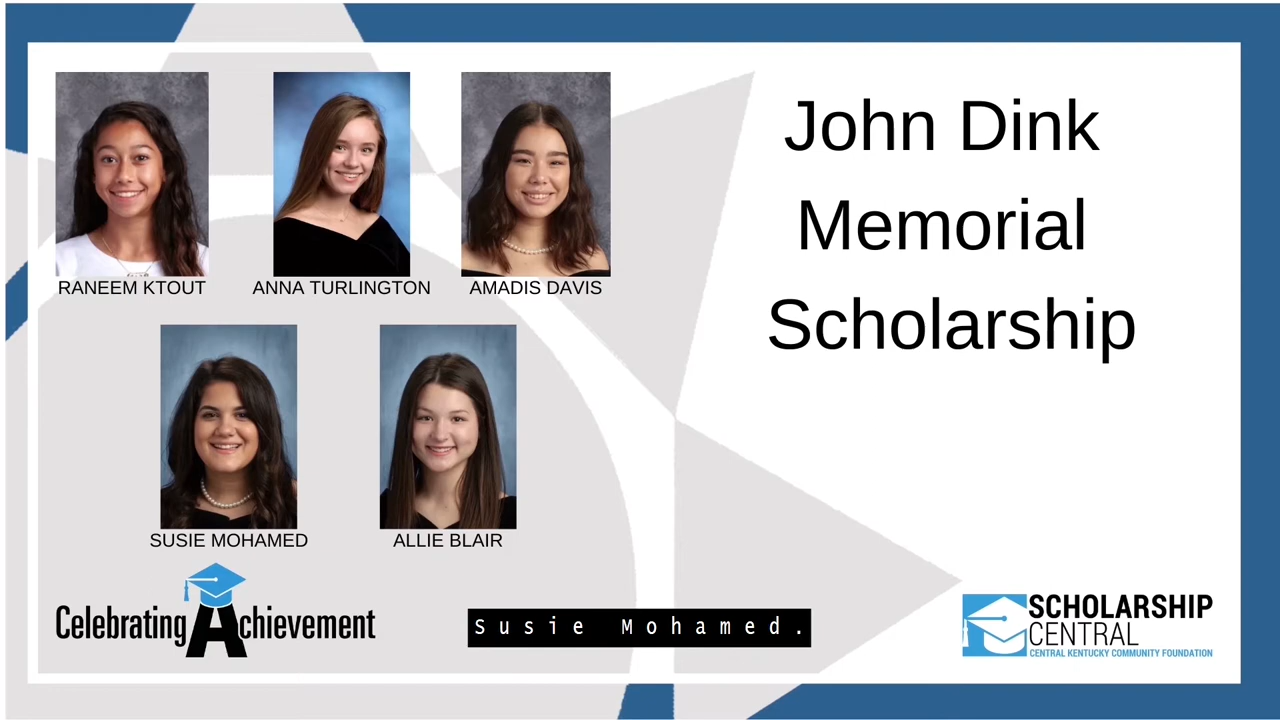 John Dink
Memorial
Scholarship
RANEEM KTOUT
ANNA TURLINGTON
AMADIS DAVIS
SUSIE MOHAMED
ALLIE BLAIR
Celebrating Achievement
Susie Mohamed.
SCHOLARSHIP
CENTRAL
CENTRAL KENTUCKY COMMUNITY FOUNDATION